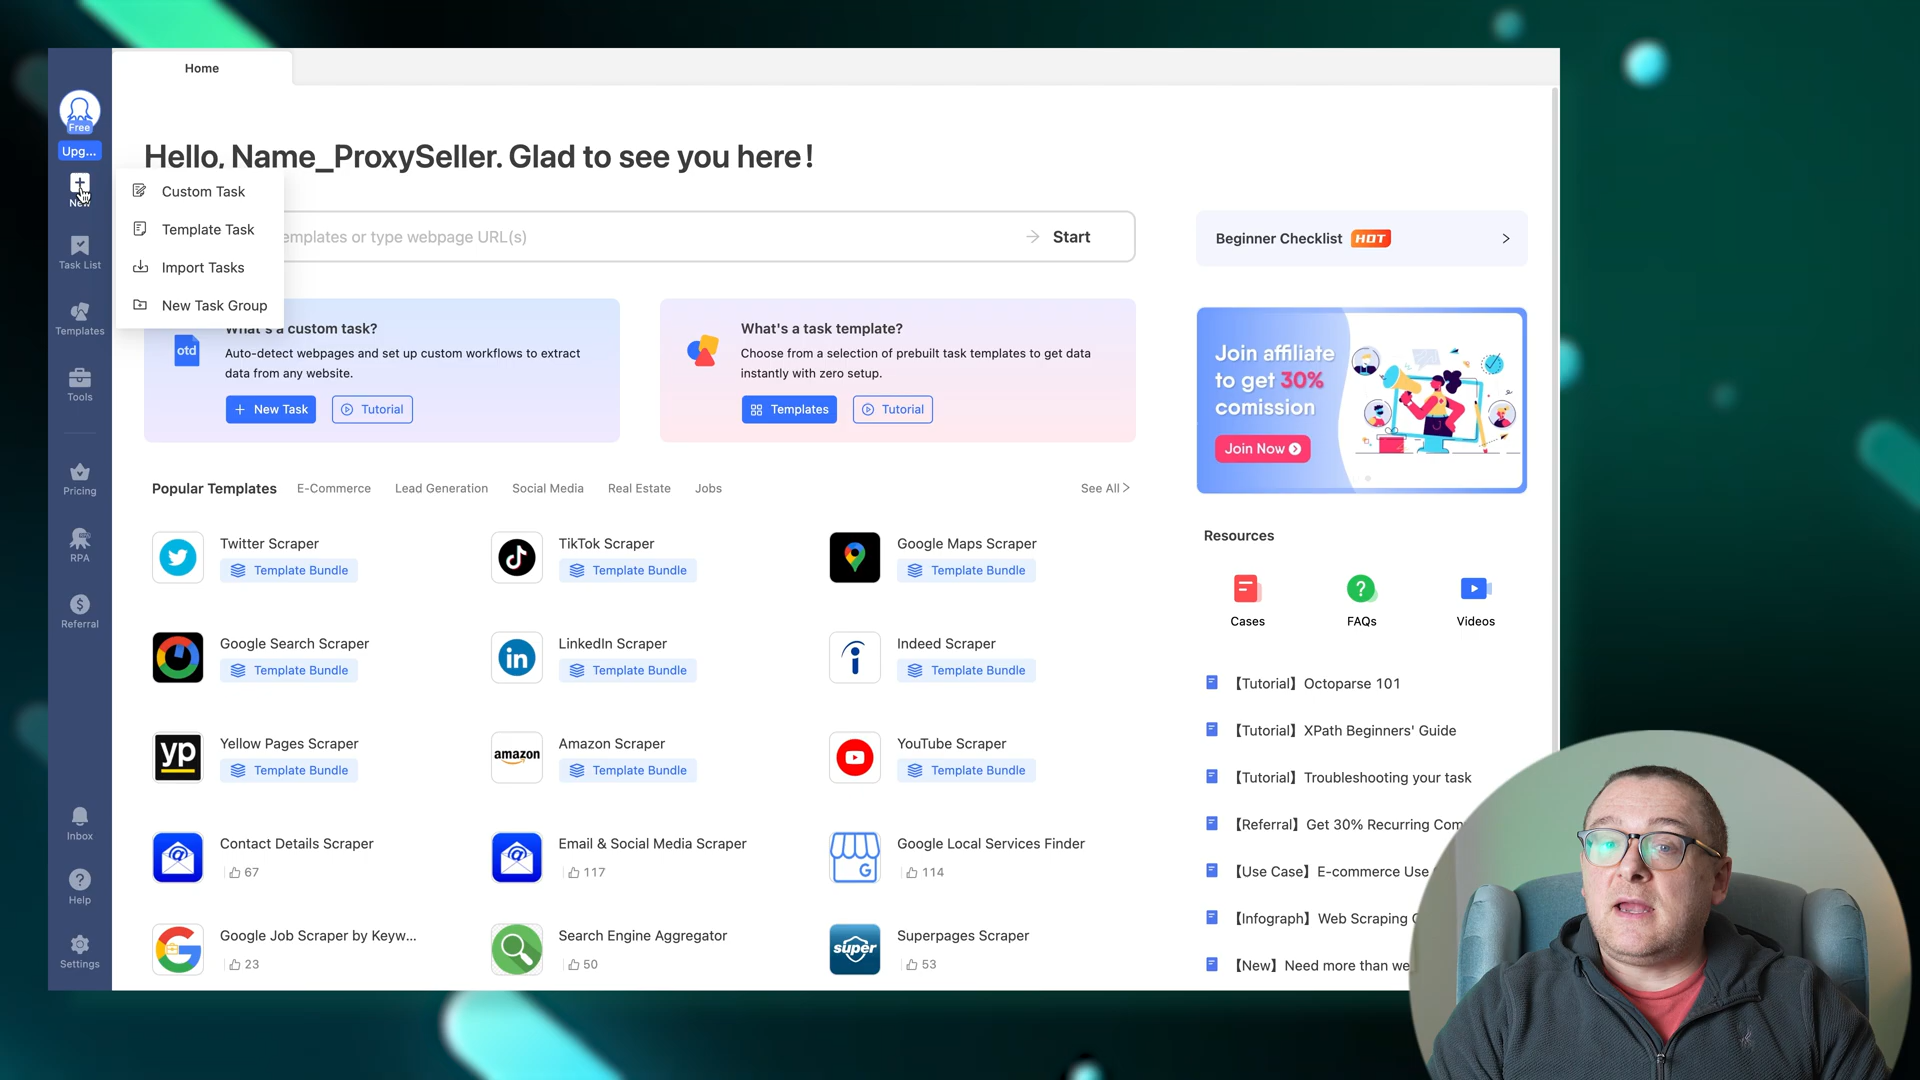 Home
Free
Upg...
New
Task List
Templates
Tools
Pricing
RPA
Referral
Inbox
Help
Settings
Hello, Name_ProxySeller. Glad to see you here!
Custom Task
Template Task
Import Tasks
New Task Group
emplates or type webpage URL(s)
Start
What's a custom task?
otd
Auto-detect webpages and set up custom workflows to extract
data from any website.
New Task
Tutorial
What's a task template?
Choose from a selection of prebuilt task templates to get data
instantly with zero setup.
Templates
Tutorial
Popular Templates
E-Commerce
Lead Generation
Social Media
Real Estate
Jobs
See All
Twitter Scraper
Template Bundle
TikTok Scraper
Template Bundle
Google Maps Scraper
Template Bundle
Google Search Scraper
Template Bundle
in
LinkedIn Scraper
Template Bundle
Indeed Scraper
Template Bundle
yp
Yellow Pages Scraper
Template Bundle
amazon
Amazon Scraper
Template Bundle
YouTube Scraper
Template Bundle
Contact Details Scraper
67
Email & Social Media Scraper
117
G
Google Local Services Finder
114
Google Job Scraper by Keyw...
23
Search Engine Aggregator
50
super
Superpages Scraper
53
Beginner Checklist
HOT
Join affiliate
to get 30%
comission
Join Now
Resources
Cases
FAQs
Videos
【Tutorial】Octoparse 101
【Tutorial】XPath Beginners' Guide
【Tutorial】Troubleshooting your task
【Referral】Get 30% Recurring Com
【Use Case】E-commerce Use
【Infograph】Web Scraping
【New】Need more than we